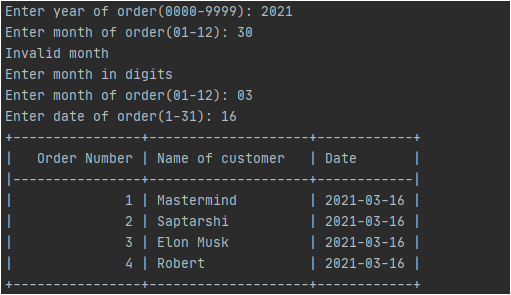 Enter year of order(0000-9999): 2021
Enter month of order(01-12): 30
Invalid month
Enter month in digits
Enter month of order(01-12): 03
Enter date of order(1-31): 16
+----------------+--------------------+------------+
|   Order Number | Name of customer   | Date       |
|----------------+--------------------+------------|
|              1 | Mastermind         | 2021-03-16 |
|              2 | Saptarshi          | 2021-03-16 |
|              3 | Elon Musk          | 2021-03-16 |
|              4 | Robert             | 2021-03-16 |
+----------------+--------------------+------------+